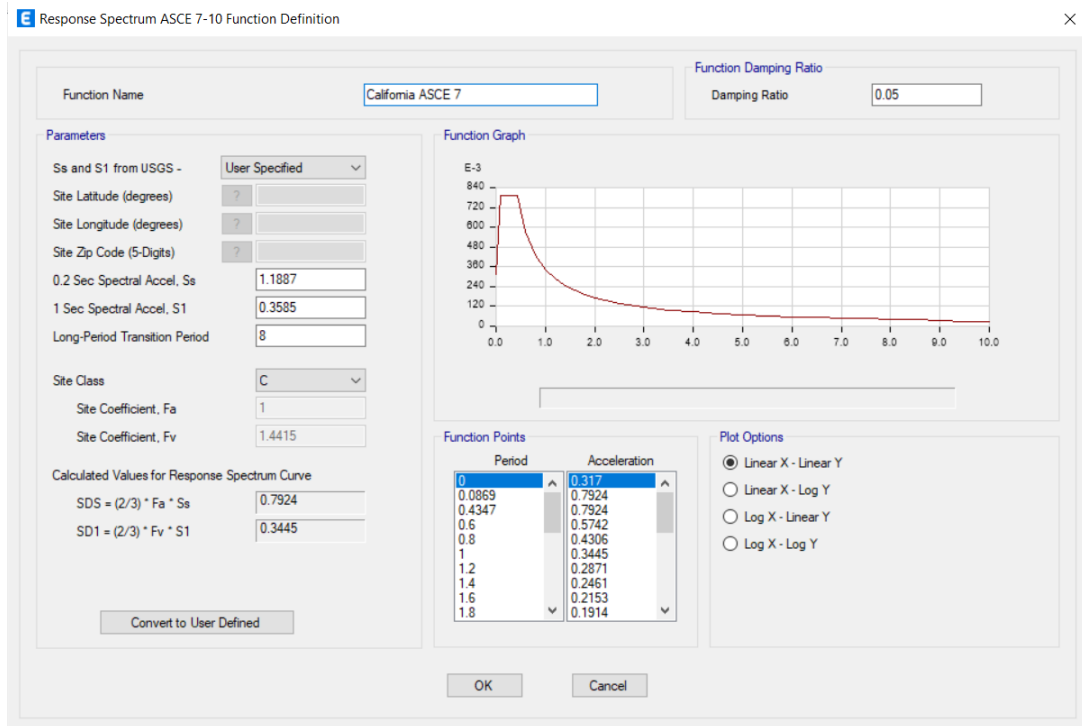 E Response Spectrum ASCE 7-10 Function Definition
Function Name
California ASCE 7
Function Damping Ratio
Damping Ratio
0.05
Parameters
Ss and S1 from USGS -
User Specified
Site Latitude (degrees)
?
Site Longitude (degrees)
?
Site Zip Code (5-Digits)
?
0.2 Sec Spectral Accel, Ss
1.1887
1 Sec Spectral Accel, S1
0.3585
Long-Period Transition Period
8
Site Class
C
Site Coefficient, Fa
1
Site Coefficient, Fv
1.4415
Calculated Values for Response Spectrum Curve
SDS = (2/3) * Fa * Ss
0.7924
SD1 = (2/3) * Fv * S1
0.3445
Convert to User Defined
Function Graph
E-3
840
720
600
480
360
240
120
0
0.0 1.0 2.0 3.0 4.0 5.0 6.0 7.0 8.0 9.0 10.0
Function Points
Period Acceleration
0 0.317
0.0869 0.7924
0.4347 0.7924
0.6 0.5742
0.8 0.4306
1 0.3445
1.2 0.2871
1.4 0.2461
1.6 0.2153
1.8 0.1914
Plot Options
Linear X - Linear Y
Linear X - Log Y
Log X - Linear Y
Log X - Log Y
OK
Cancel